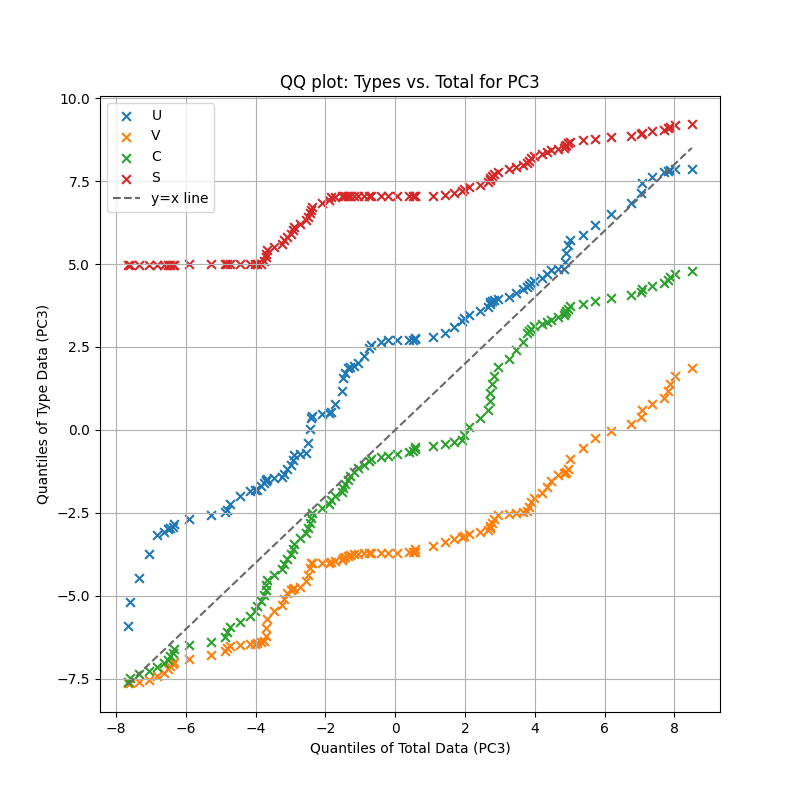 QQ plot: Types vs. Total for PC3
Quantiles of Type Data (PC3)
10.0
7.5
5.0
2.5
0.0
−2.5
−5.0
−7.5
U
V
C
S
y=x line
−8
−6
−4
−2
0
2
4
6
8
Quantiles of Total Data (PC3)